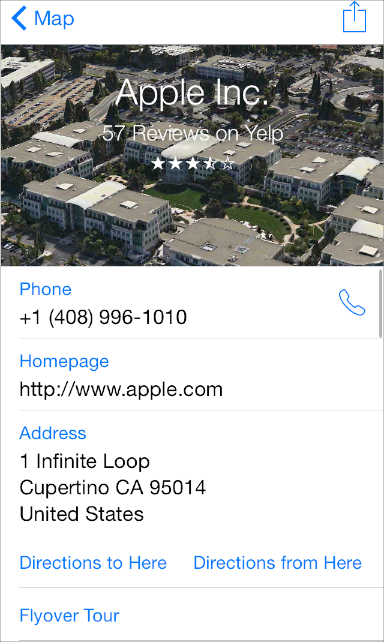 Map
Apple Inc.
57 Reviews on Yelp
Phone
+1 (408) 996-1010
Homepage
http://www.apple.com
Address
1 Infinite Loop
Cupertino CA 95014
United States
Directions to Here Directions from Here
Flyover Tour